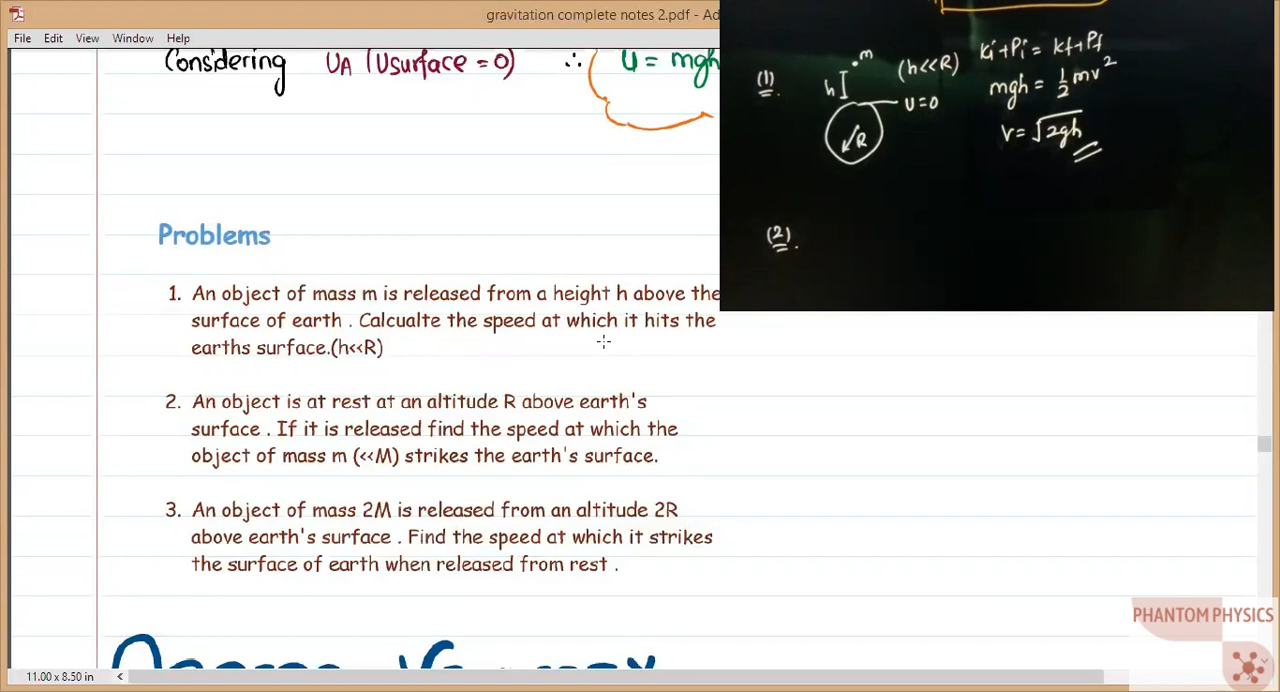 gravitation complete notes 2.pdf - Ad
File Edit View Window Help
Considering UA (Usurface = 0) ∴ U = mgh
(1) h m (h<<R) Ki+Pi = Kf+Pf
U=0 mgh = 1/2 mv²
R v = √2gh
(2).
Problems
1. An object of mass m is released from a height h above the
surface of earth . Calcualte the speed at which it hits the
earths surface.(h<<R)
2. An object is at rest at an altitude R above earth's
surface . If it is released find the speed at which the
object of mass m (<<M) strikes the earth's surface.
3. An object of mass 2M is released from an altitude 2R
above earth's surface . Find the speed at which it strikes
the surface of earth when released from rest .
PHANTOM PHYSICS
11.00 x 8.50 in